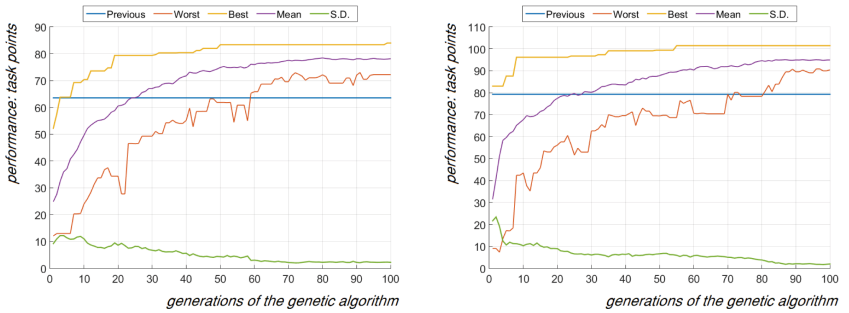 Previous Worst Best Mean S.D.
90
80
70
60
50
40
30
20
10
0
performance: task points
0 10 20 30 40 50 60 70 80 90 100
generations of the genetic algorithm
Previous Worst Best Mean S.D.
110
100
90
80
70
60
50
40
30
20
10
0
performance: task points
0 10 20 30 40 50 60 70 80 90 100
generations of the genetic algorithm